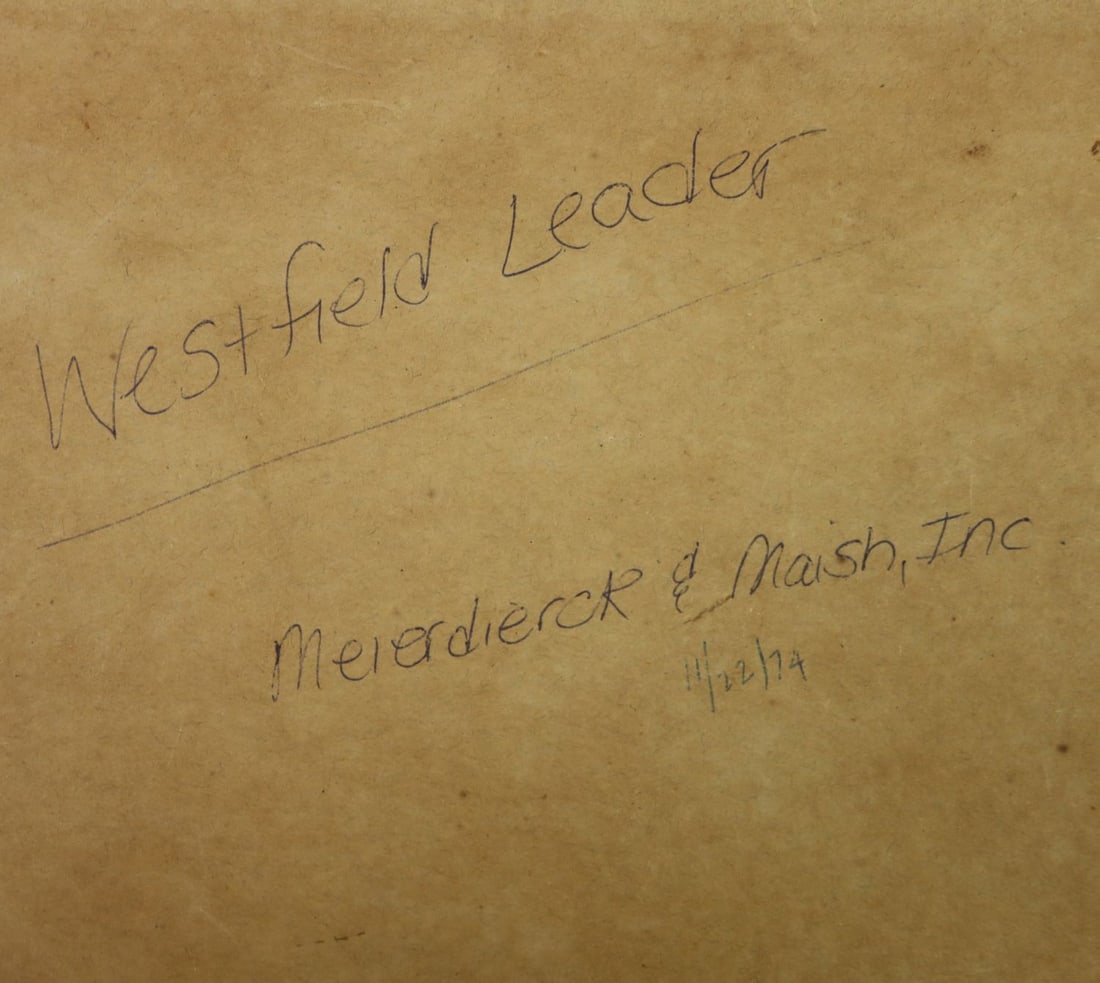 Westfield Leader
Meierdierck & Maish, Inc.
11/22/74